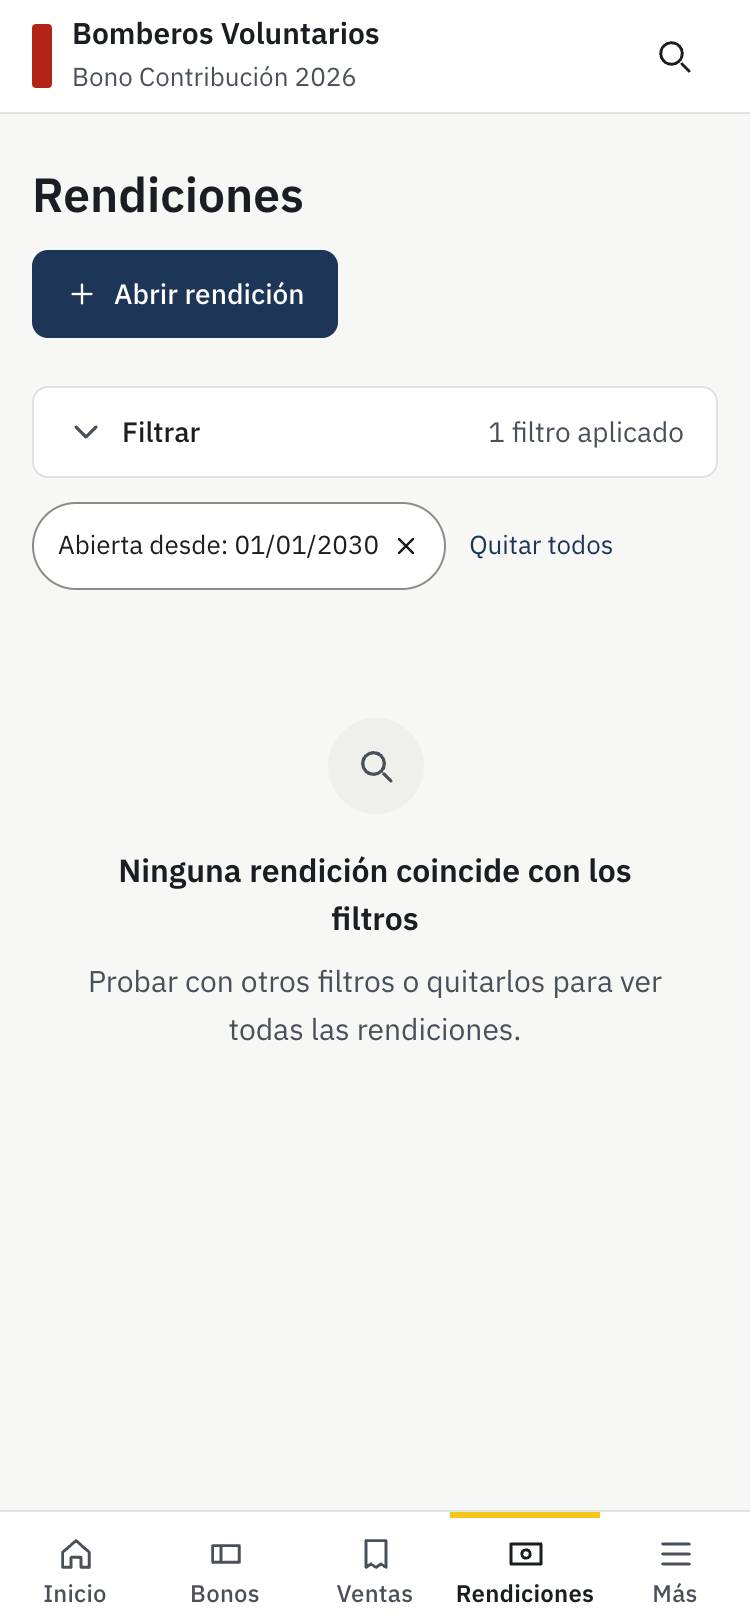 Bomberos Voluntarios
Bono Contribución 2026
Rendiciones
Abrir rendición
Filtrar
1 filtro aplicado
Abierta desde: 01/01/2030
Quitar todos
Ninguna rendición coincide con los
filtros
Probar con otros filtros o quitarlos para ver
todas las rendiciones.
Inicio
Bonos
Ventas
Rendiciones
Más